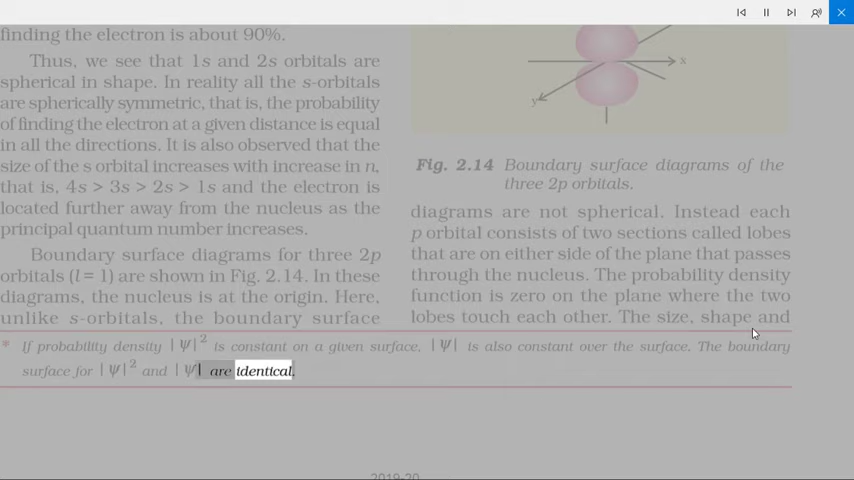 finding the electron is about 90%.
Thus, we see that 1s and 2s orbitals are
spherical in shape. In reality all the s-orbitals
are spherically symmetric, that is, the probability
of finding the electron at a given distance is equal
in all the directions. It is also observed that the
size of the s orbital increases with increase in n,
that is, 4s > 3s > 2s > 1s and the electron is
located further away from the nucleus as the
principal quantum number increases.
Boundary surface diagrams for three 2p
orbitals (l = 1) are shown in Fig. 2.14. In these
diagrams, the nucleus is at the origin. Here,
unlike s-orbitals, the boundary surface
x
y
Fig. 2.14 Boundary surface diagrams of the
three 2p orbitals.
diagrams are not spherical. Instead each
p orbital consists of two sections called lobes
that are on either side of the plane that passes
through the nucleus. The probability density
function is zero on the plane where the two
lobes touch each other. The size, shape and
* If probability density |ψ|² is constant on a given surface, |ψ| is also constant over the surface. The boundary
surface for |ψ|² and |ψ| are identical.
2019-20